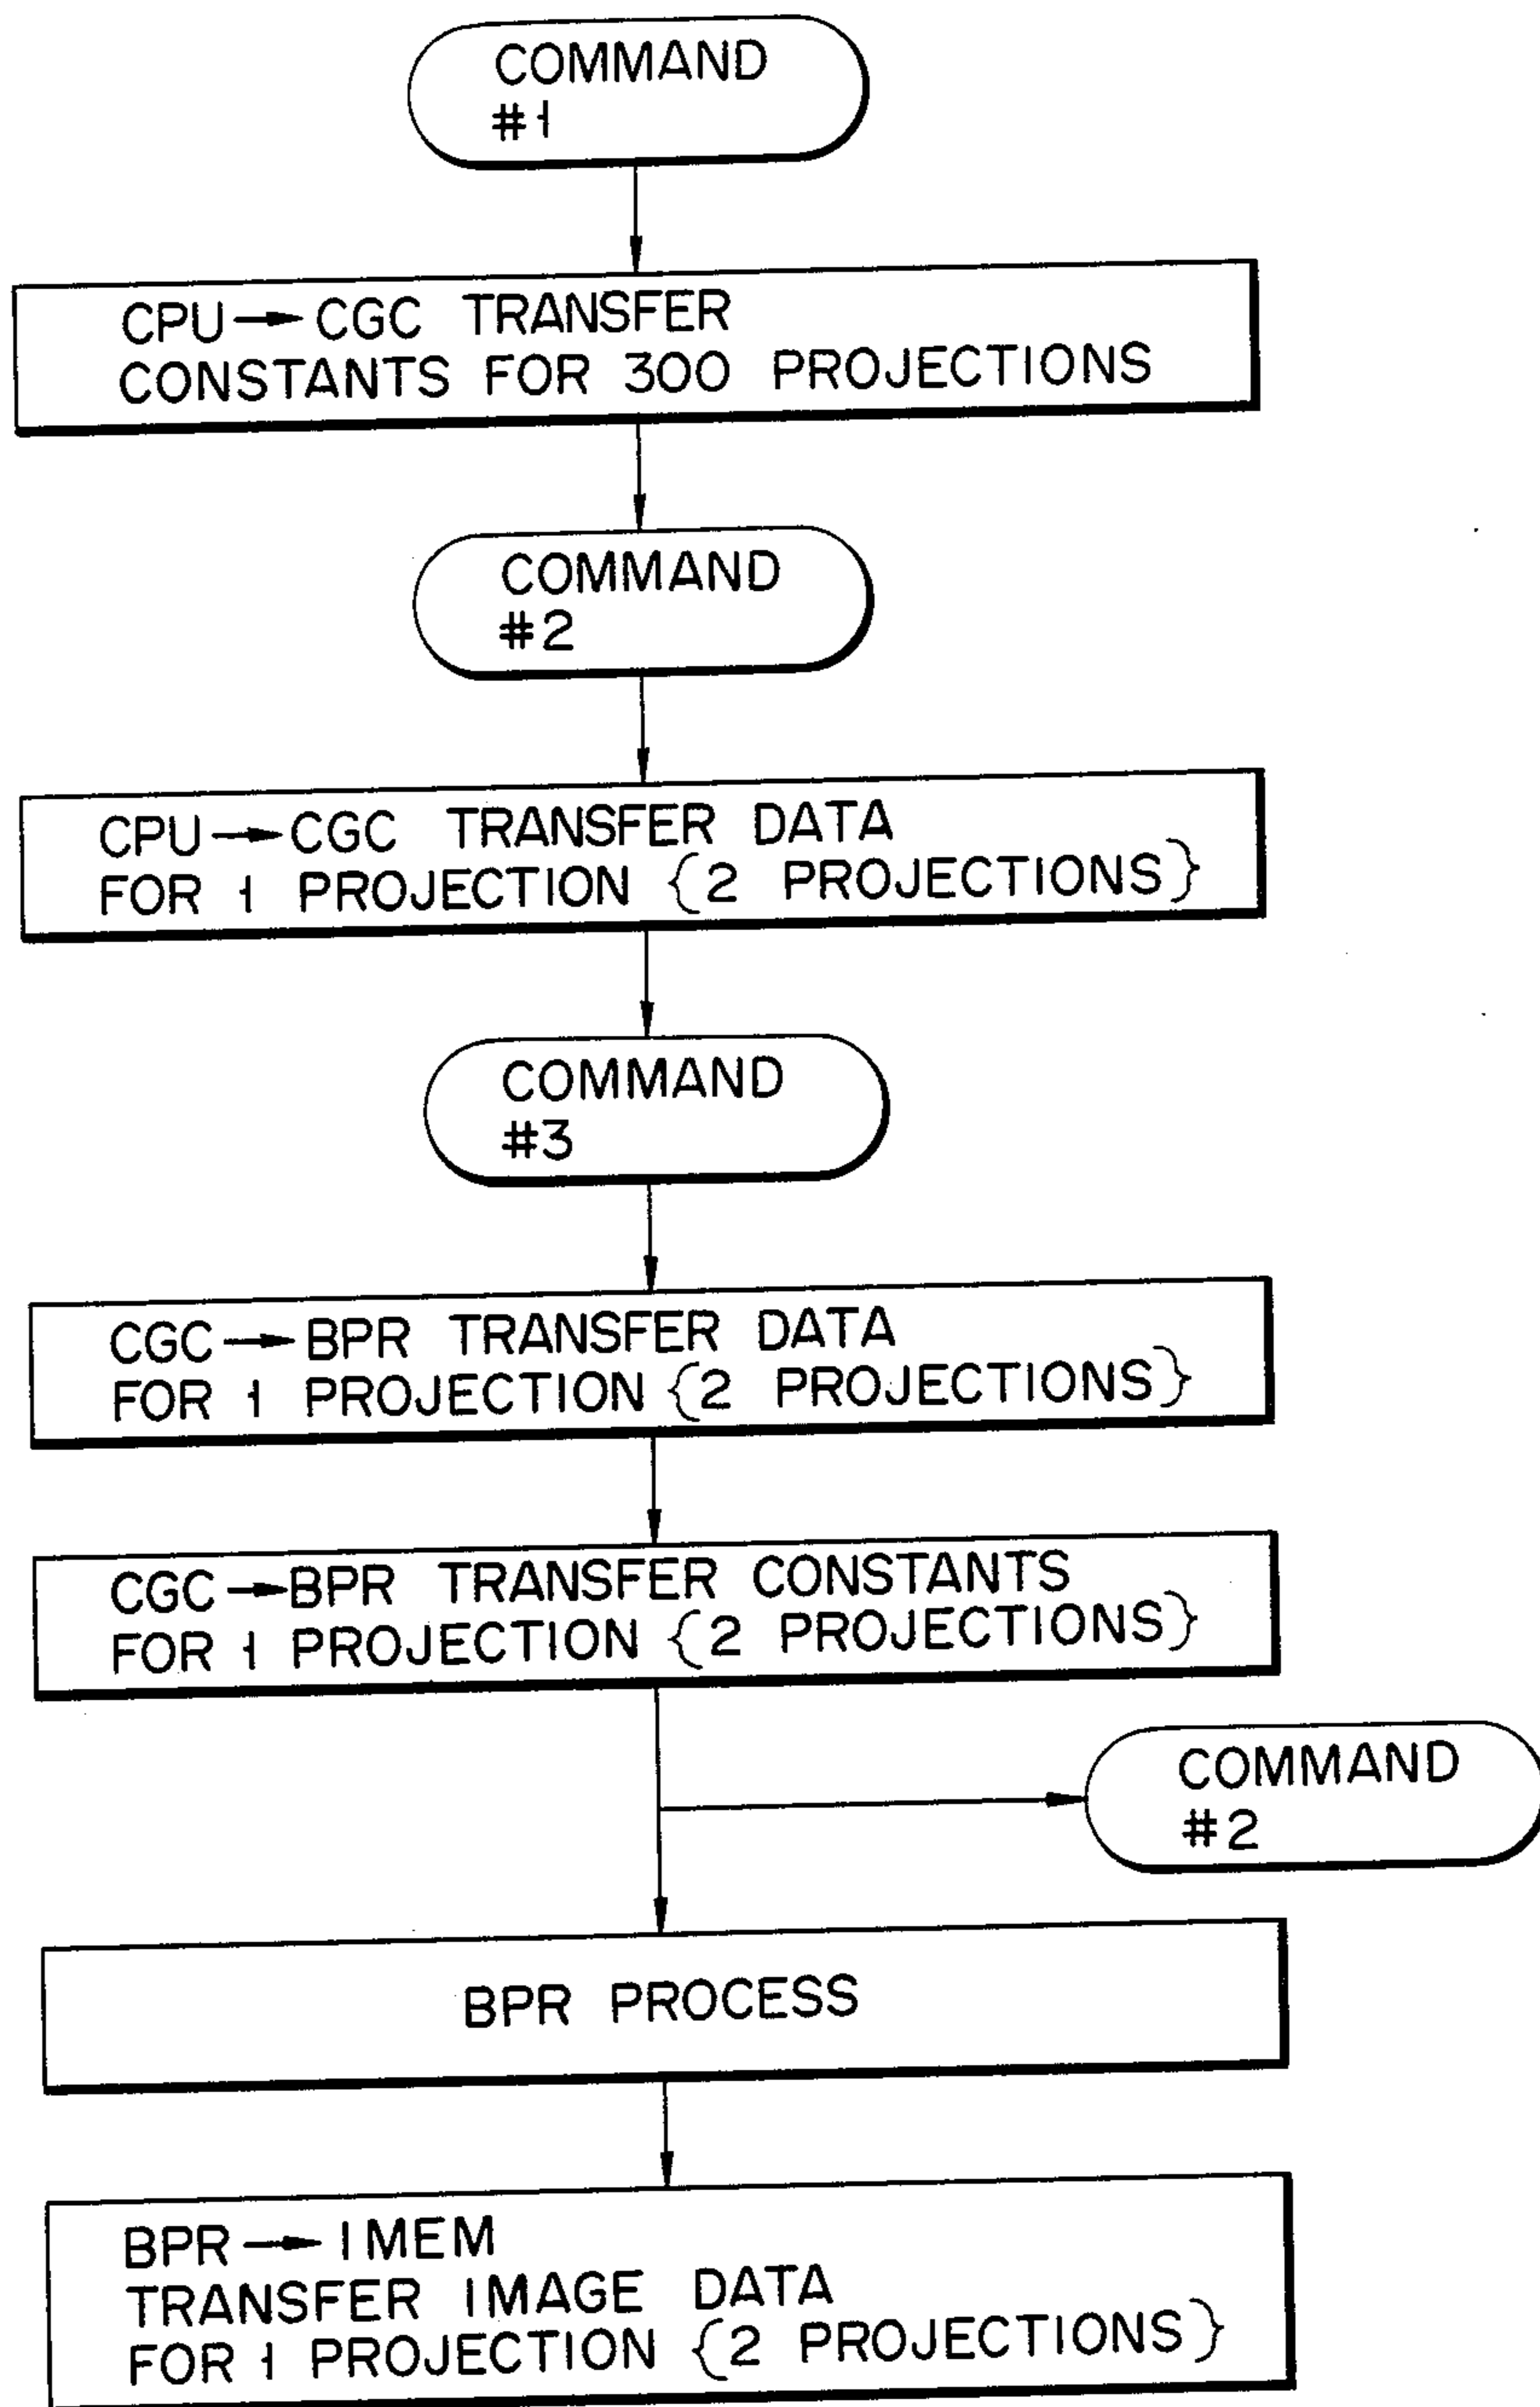 COMMAND
#1
CPU→CGC TRANSFER
CONSTANTS FOR 300 PROJECTIONS
COMMAND
#2
CPU→CGC TRANSFER DATA
FOR 1 PROJECTION {2 PROJECTIONS}
COMMAND
#3
CGC→BPR TRANSFER DATA
FOR 1 PROJECTION {2 PROJECTIONS}
CGC→BPR TRANSFER CONSTANTS
FOR 1 PROJECTION {2 PROJECTIONS}
COMMAND
#2
BPR PROCESS
BPR→IMEM
TRANSFER IMAGE DATA
FOR 1 PROJECTION {2 PROJECTIONS}